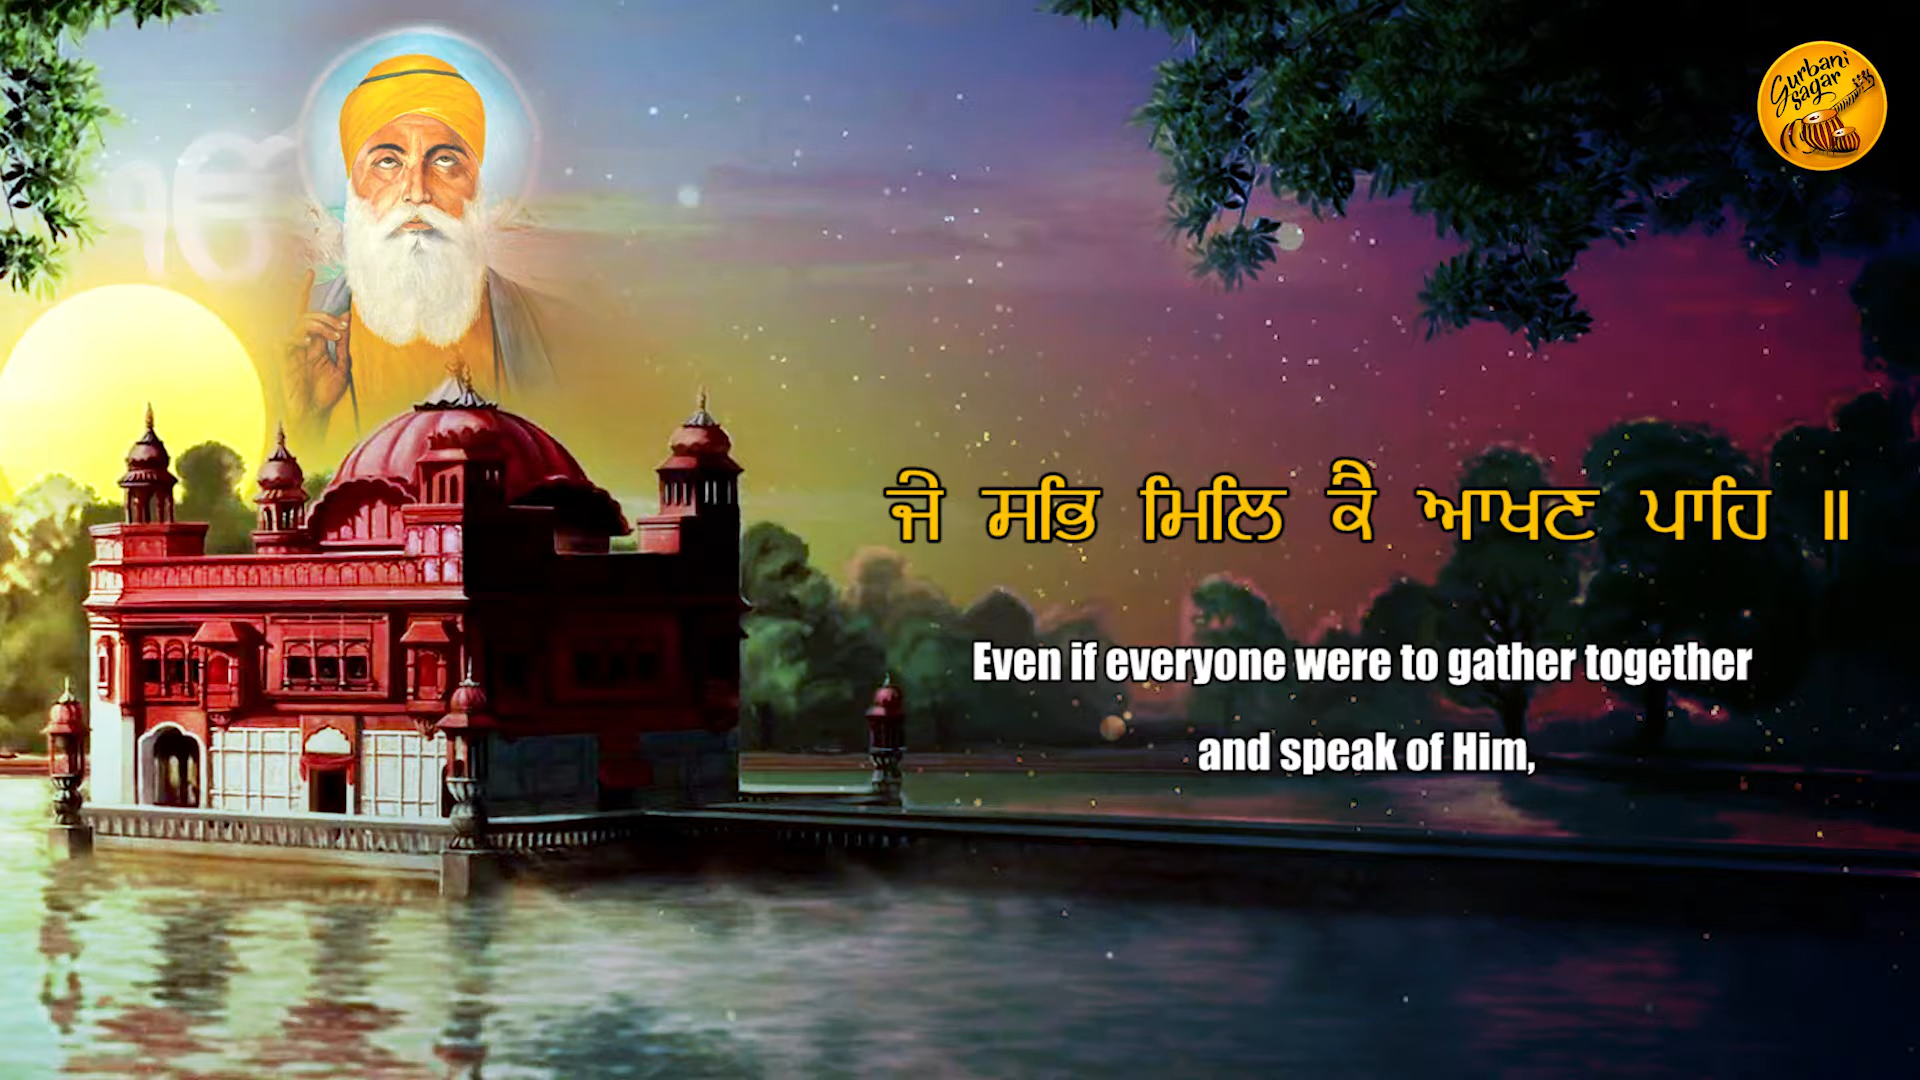 ੴ
Gurbani
Sagar
ਜੇ ਸਭਿ ਮਿਲਿ ਕੈ ਆਖਣ ਪਾਹਿ ॥
Even if everyone were to gather together
and speak of Him,